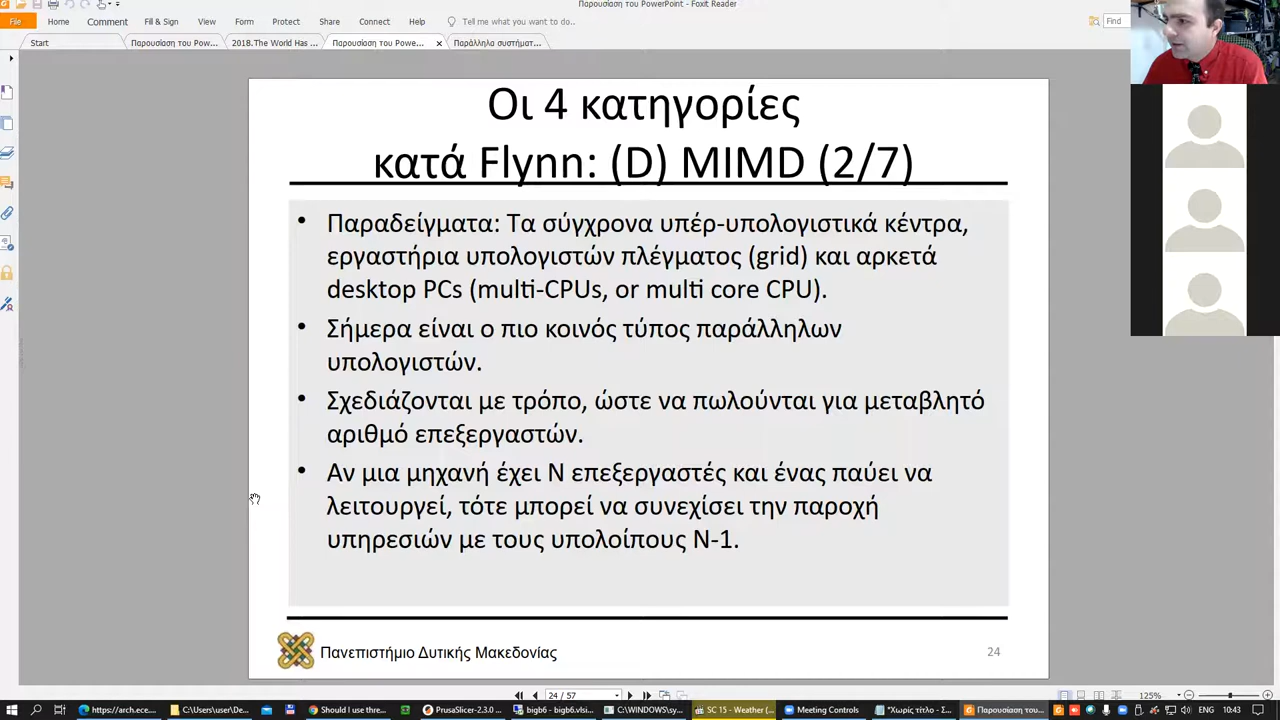 Παρουσίαση του PowerPoint - Foxit Reader
File Home Comment Fill & Sign View Form Protect Share Connect Help Tell me what you want to do... Find
Start Παρουσίαση του Pow... 2018.The World Has ... Παρουσίαση του Powe... Παράλληλα συστήματ...
Οι 4 κατηγορίες
κατά Flynn: (D) MIMD (2/7)
• Παραδείγματα: Τα σύγχρονα υπέρ-υπολογιστικά κέντρα,
εργαστήρια υπολογιστών πλέγματος (grid) και αρκετά
desktop PCs (multi-CPUs, or multi core CPU).
• Σήμερα είναι ο πιο κοινός τύπος παράλληλων
υπολογιστών.
• Σχεδιάζονται με τρόπο, ώστε να πωλούνται για μεταβλητό
αριθμό επεξεργαστών.
• Αν μια μηχανή έχει Ν επεξεργαστές και ένας παύει να
λειτουργεί, τότε μπορεί να συνεχίσει την παροχή
υπηρεσιών με τους υπολοίπους Ν-1.
Πανεπιστήμιο Δυτικής Μακεδονίας
24
24 / 57 125%
https://arch.ece.... C:\users\user\De... Should I use thre... PrusaSlicer-2.3.0 ... bigb6 - bigb6.vlsi... C:\WINDOWS\sy... SC 15 - Weather (... Meeting Controls *Χωρίς τίτλο - Σ... Παρουσίαση του... ENG 10:43